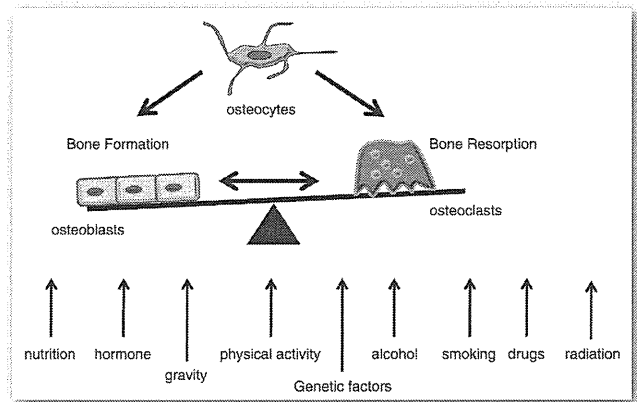 osteocytes
Bone Formation
Bone Resorption
osteoblasts
osteoclasts
nutrition
hormone
gravity
physical activity
Genetic factors
alcohol
smoking
drugs
radiation